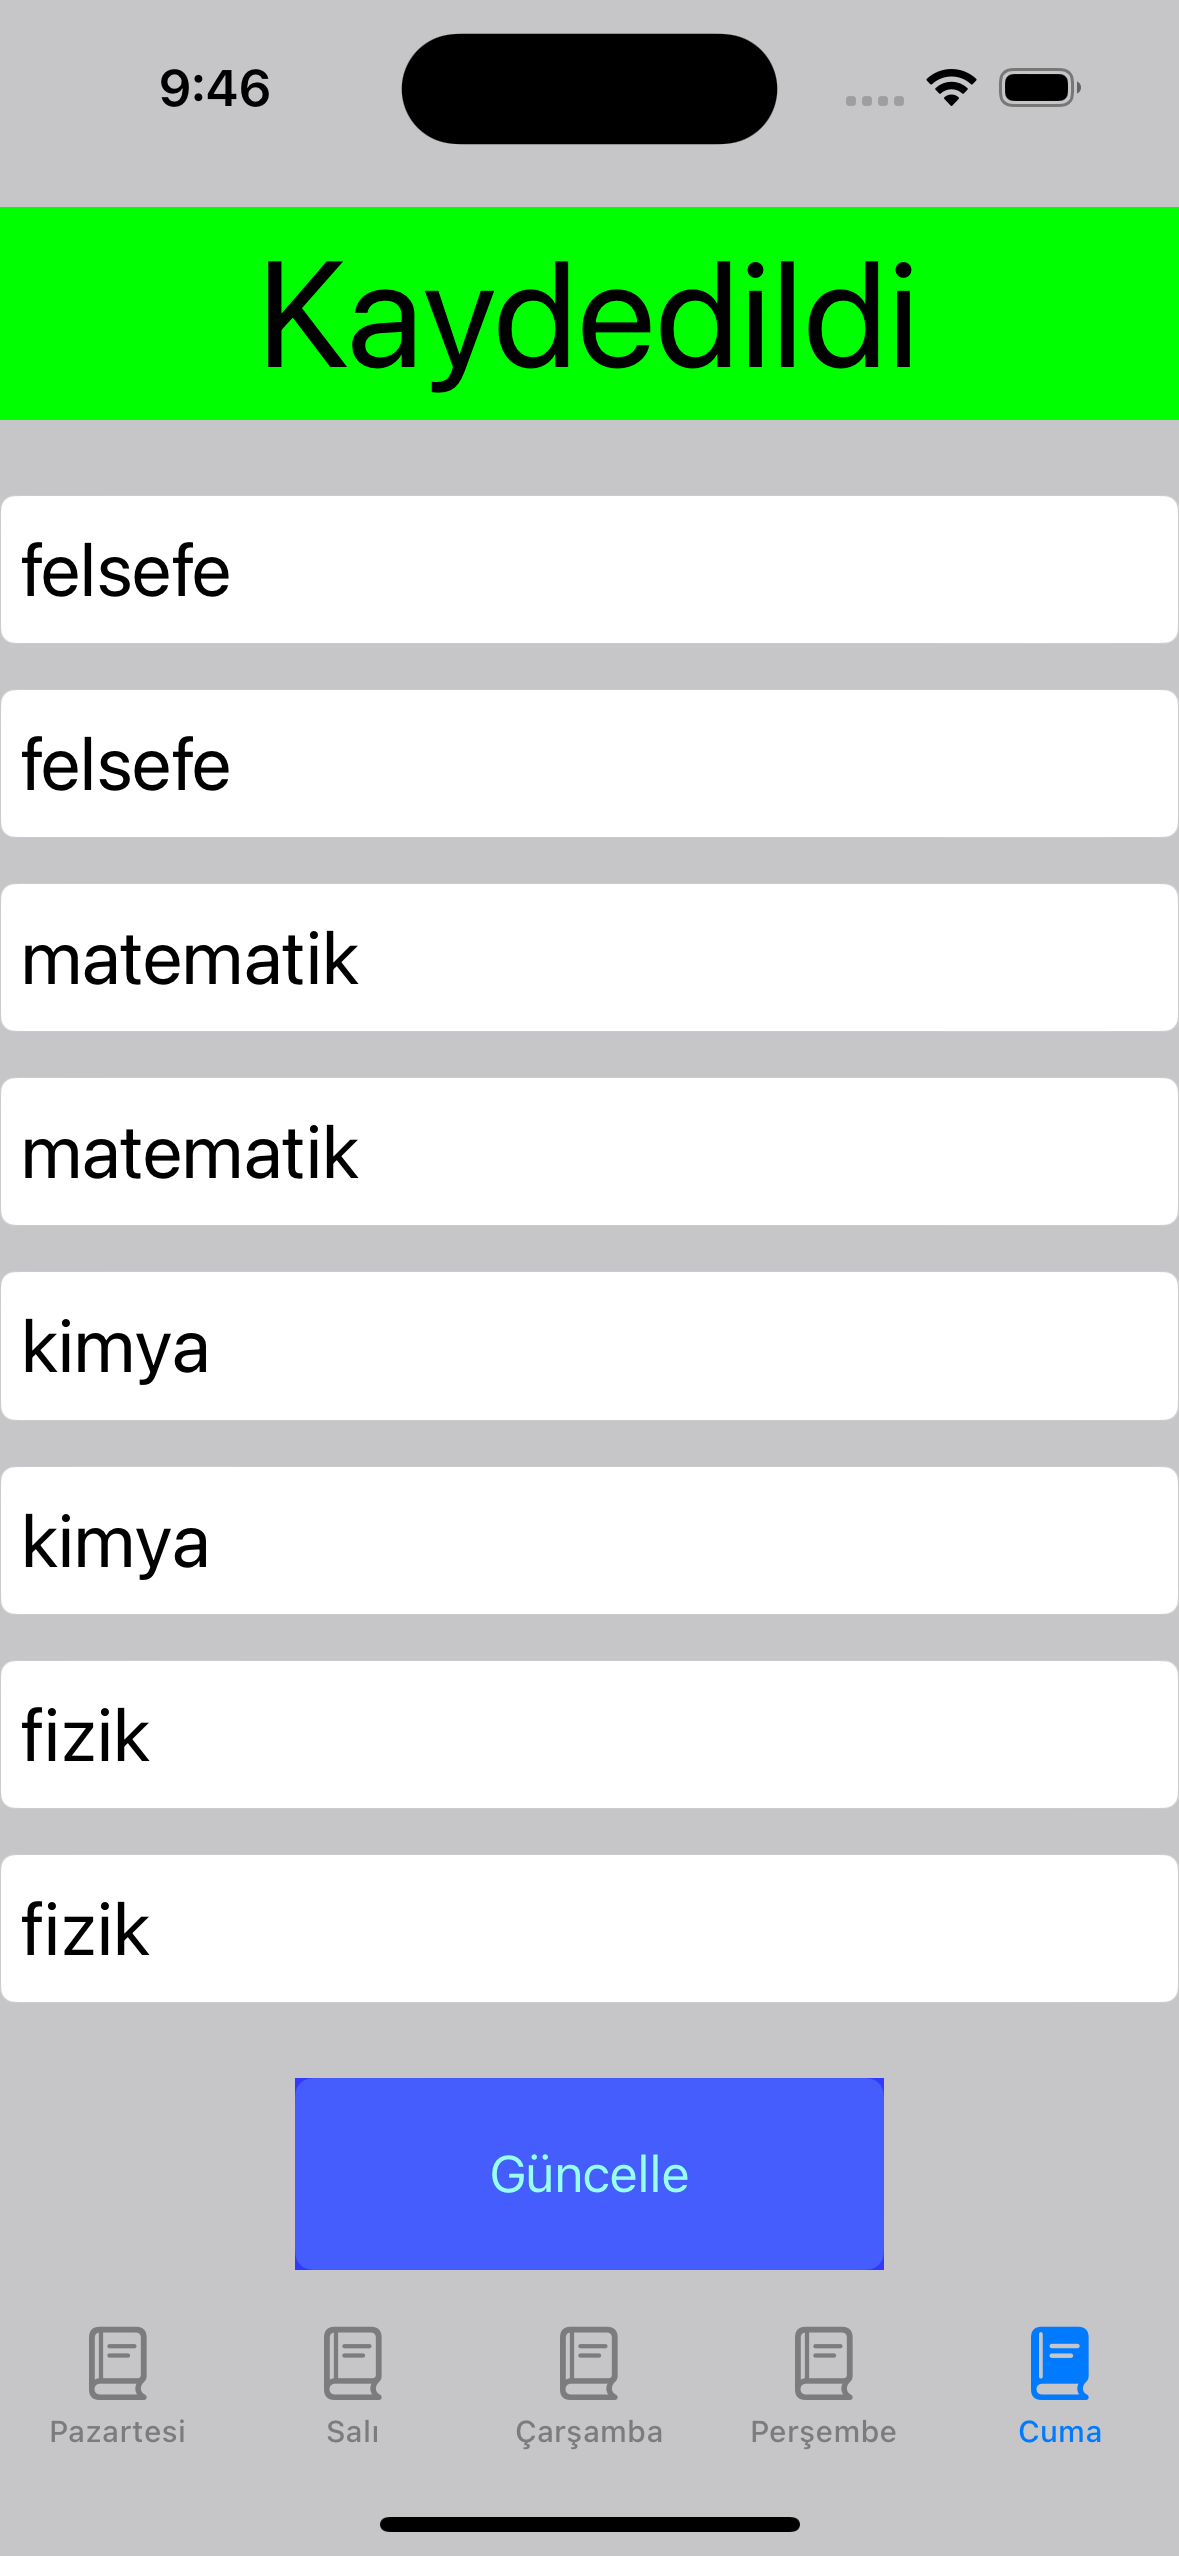 9:46
Kaydedildi
felsefe
felsefe
matematik
matematik
kimya
kimya
fizik
fizik
Güncelle
Pazartesi
Salı
Çarşamba
Perşembe
Cuma